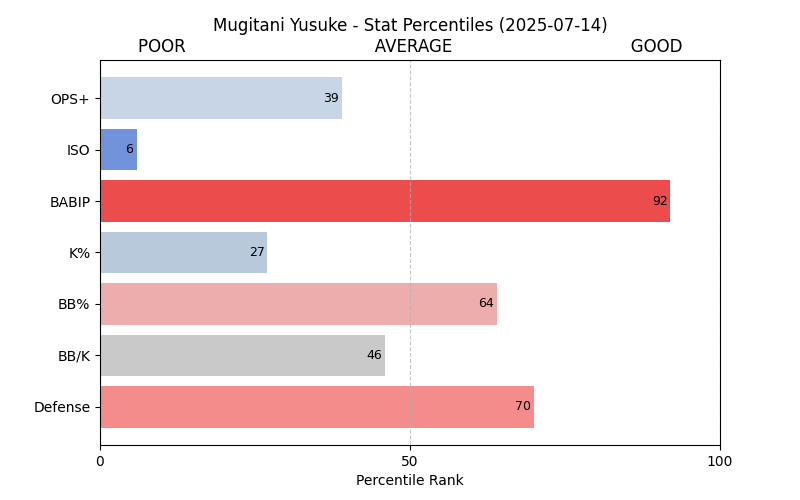 Mugitani Yusuke - Stat Percentiles (2025-07-14)
POOR AVERAGE GOOD
OPS+ 39
ISO 6
BABIP 92
K% 27
BB% 64
BB/K 46
Defense 70
0 50 100
Percentile Rank